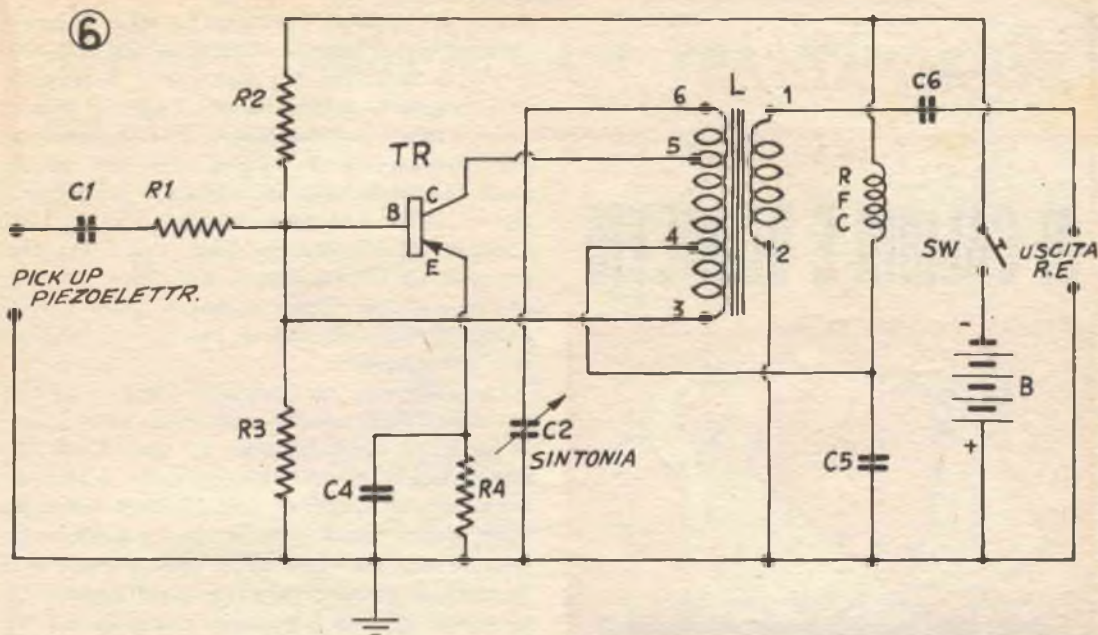 6
R2
6
L
1
C6
TR
5
C1
R1
B
C
R
F
C
4
E
2
SW
USCITA
R.F
PICK UP
PIEZOELETTR.
3
-
B
R3
C2
+
SINTONIA
C4
R4
C5